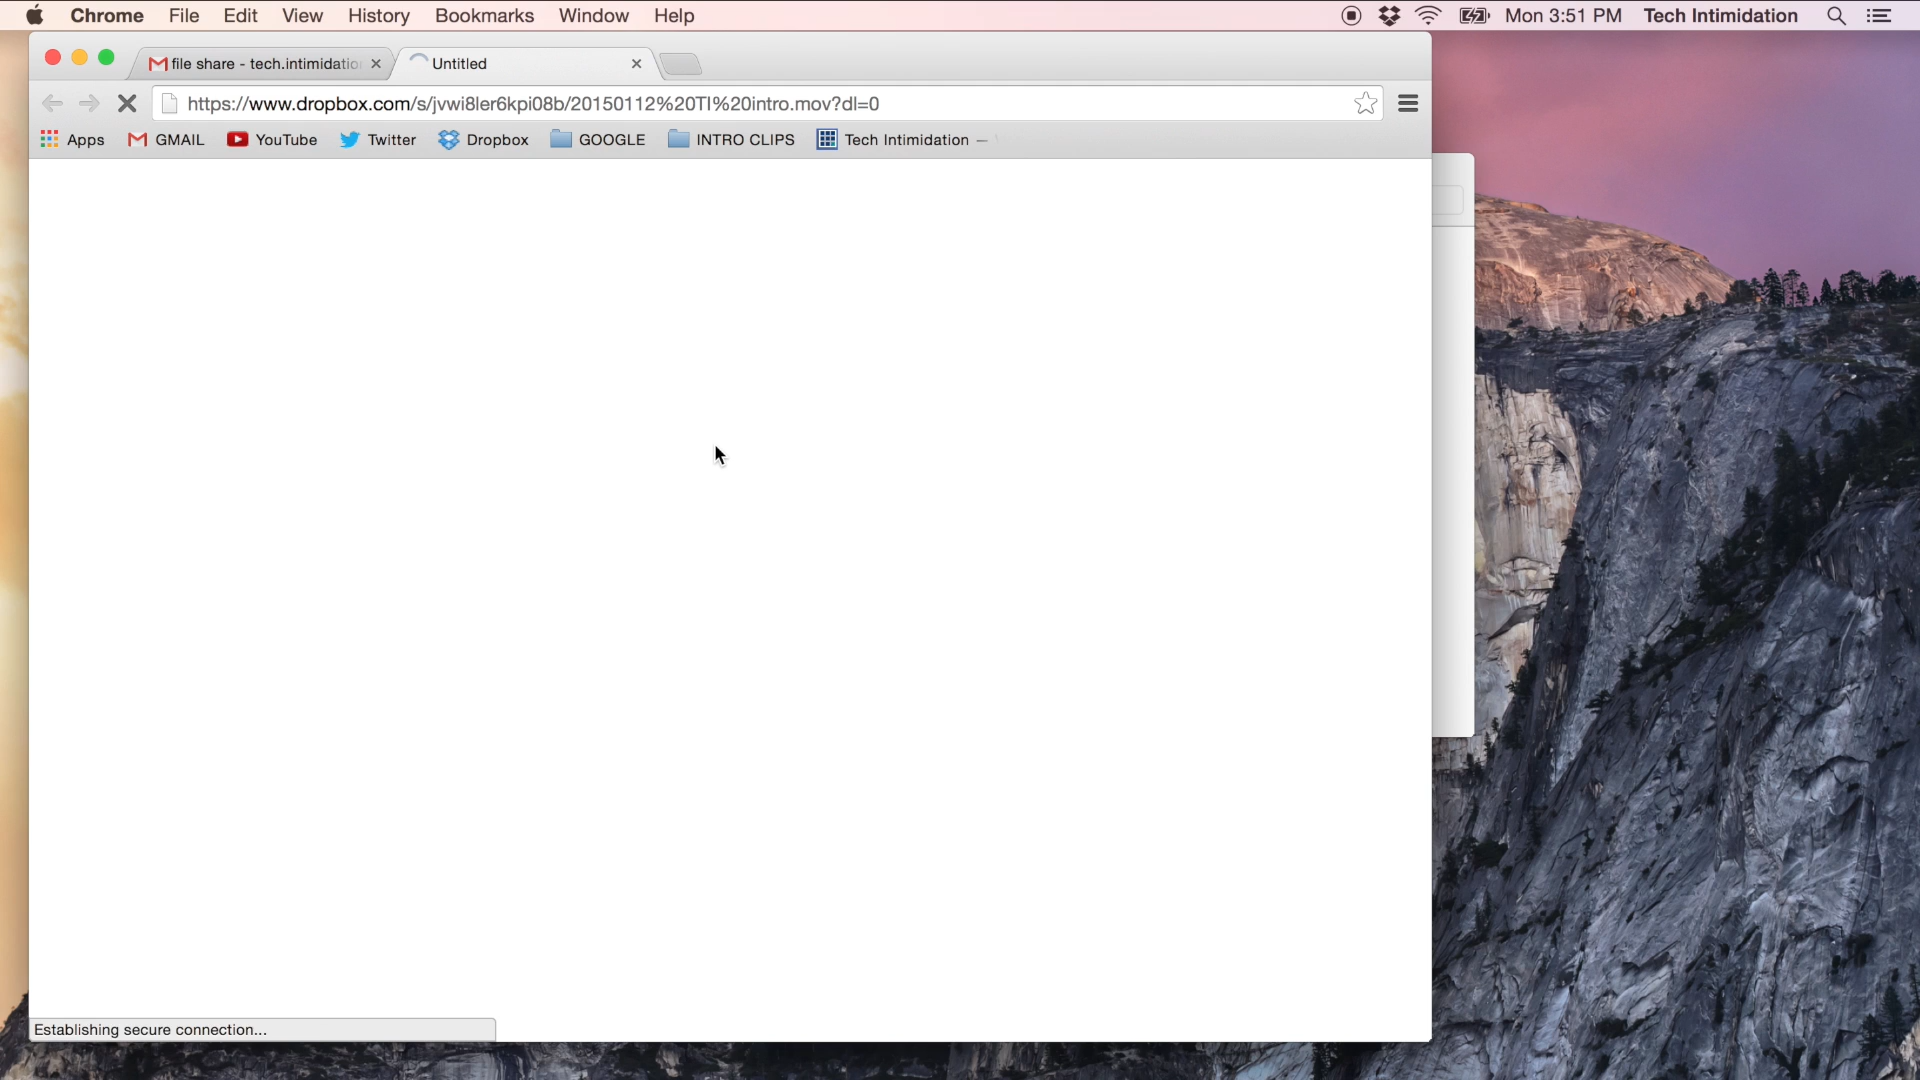 Chrome File Edit View History Bookmarks Window Help Mon 3:51 PM Tech Intimidation
file share - tech.intimidatio Untitled
https://www.dropbox.com/s/jvwi8ler6kpi08b/20150112%20TI%20intro.mov?dl=0
Apps GMAIL YouTube Twitter Dropbox GOOGLE INTRO CLIPS Tech Intimidation —
Establishing secure connection...